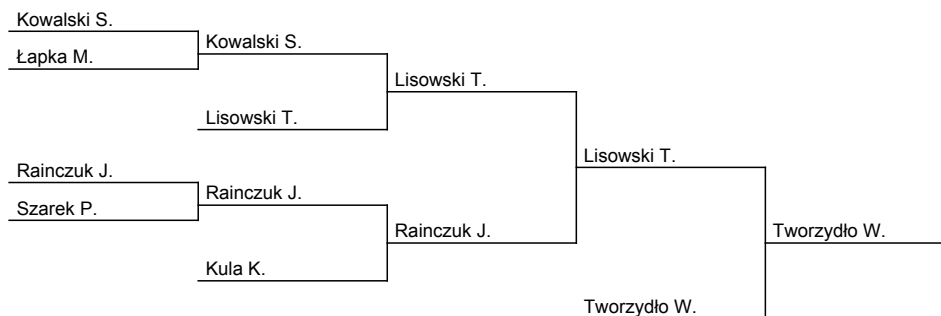 Kowalski S.
Łapka M.
Kowalski S.
Lisowski T.
Lisowski T.
Rainczuk J.
Szarek P.
Rainczuk J.
Kula K.
Rainczuk J.
Lisowski T.
Tworzydło W.
Tworzydło W.